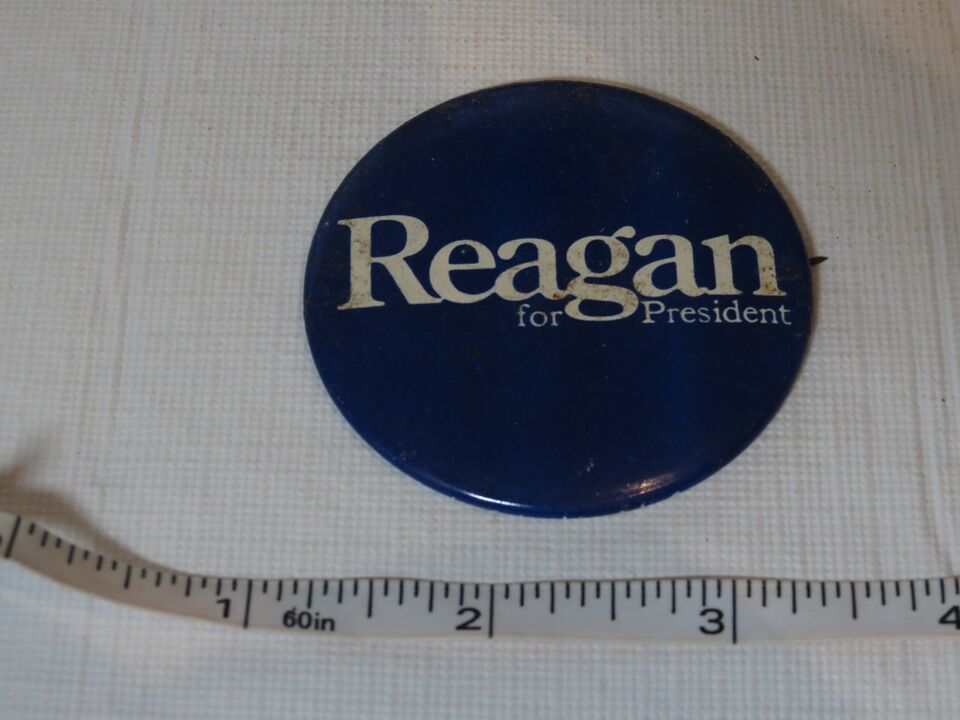 Reagan
for President
1 60in 2 3 4